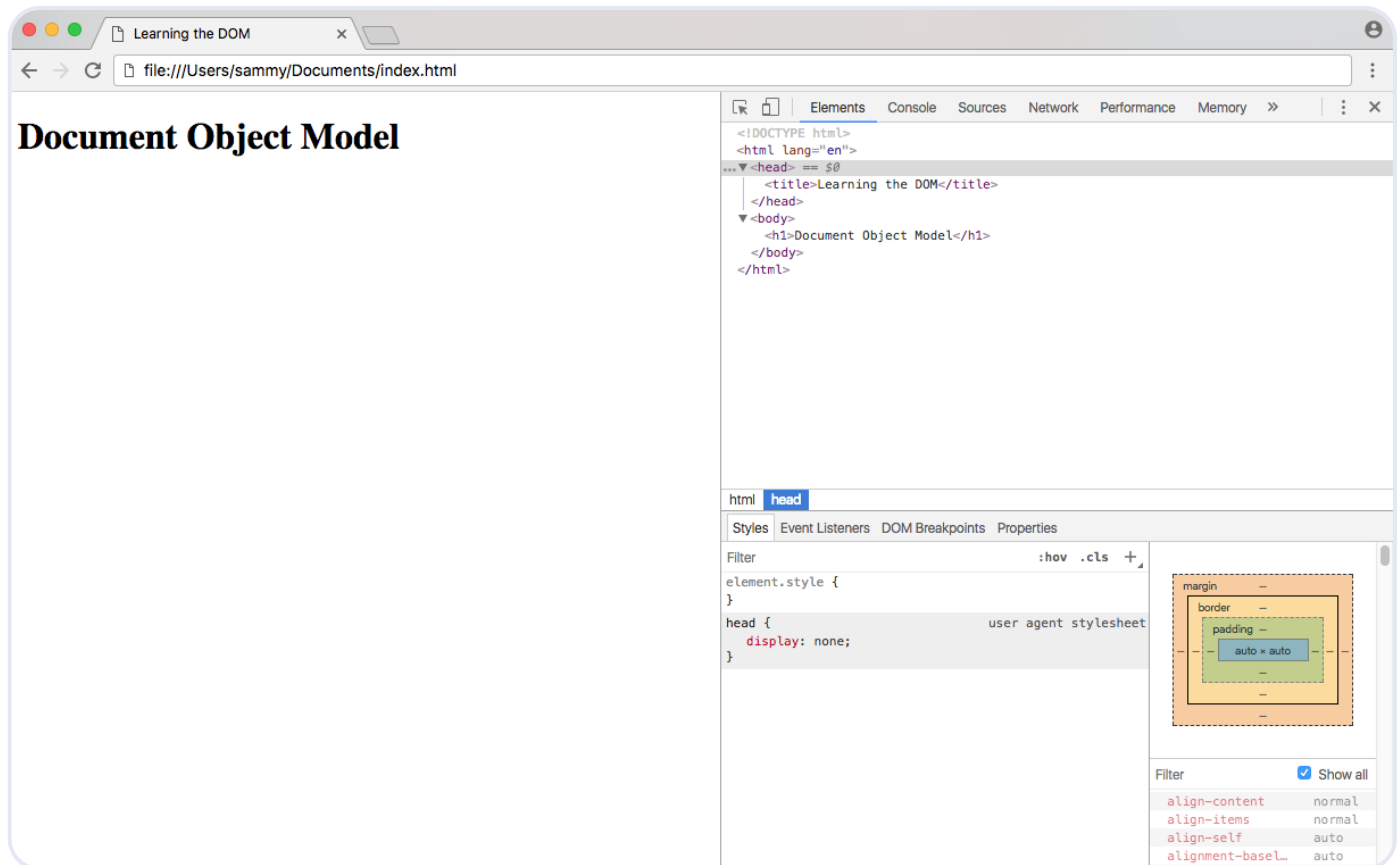 Learning the DOM
file:///Users/sammy/Documents/index.html
Document Object Model
Elements Console Sources Network Performance Memory »
<!DOCTYPE html>
<html lang="en">
...▼<head> == $0
<title>Learning the DOM</title>
</head>
▼<body>
<h1>Document Object Model</h1>
</body>
</html>
html head
Styles Event Listeners DOM Breakpoints Properties
Filter :hov .cls +
element.style {
}
head { user agent stylesheet
display: none;
}
margin –
border –
padding –
– – – auto × auto – – –
–
–
–
Filter Show all
align-content normal
align-items normal
align-self auto
alignment-basel… auto